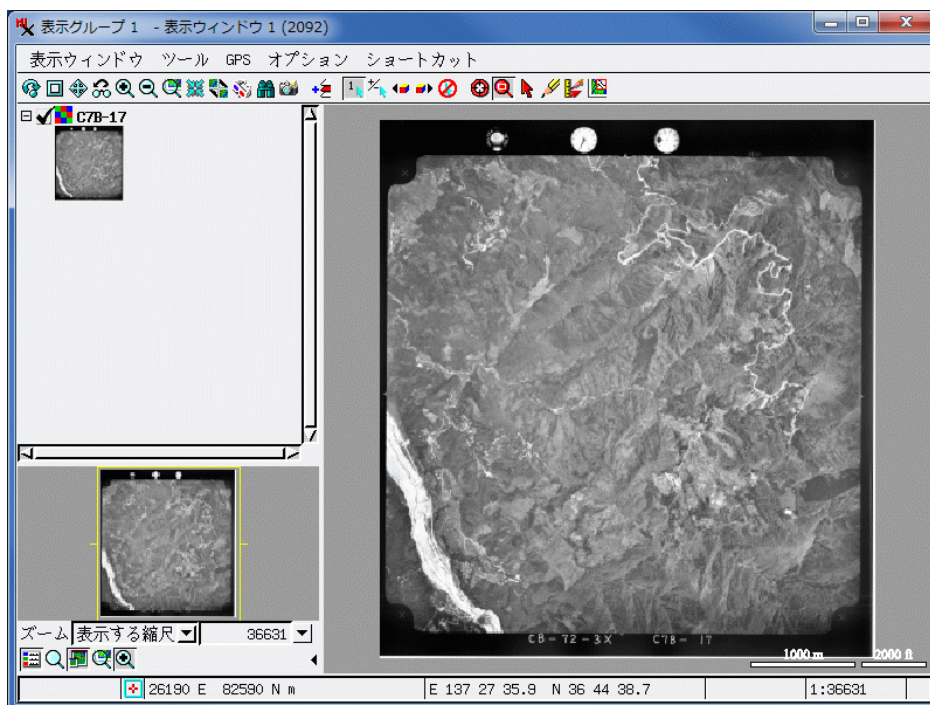 表示グループ 1 - 表示ウィンドウ 1 (2092)
表示ウィンドウ ツール GPS オプション ショートカット
C7B-17
CB-72-3X C7B- 17
ズーム 表示する縮尺 36631
1000 m 2000 ft
26190 E 82590 N m E 137 27 35.9 N 36 44 38.7 1:36631